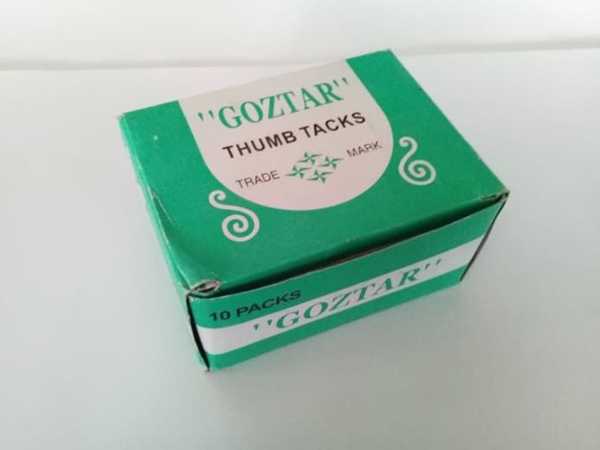 "GOZTAR"
THUMB TACKS
TRADE MARK
10 PACKS
"GOZTAR"